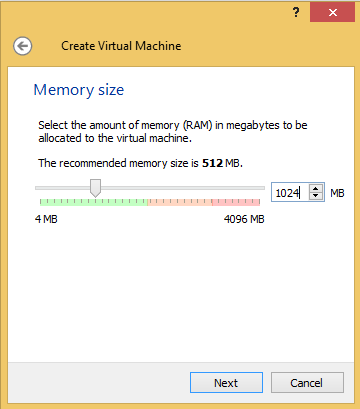 ?
Create Virtual Machine
Memory size
Select the amount of memory (RAM) in megabytes to be
allocated to the virtual machine.
The recommended memory size is 512 MB.
1024 MB
4 MB 4096 MB
Next Cancel